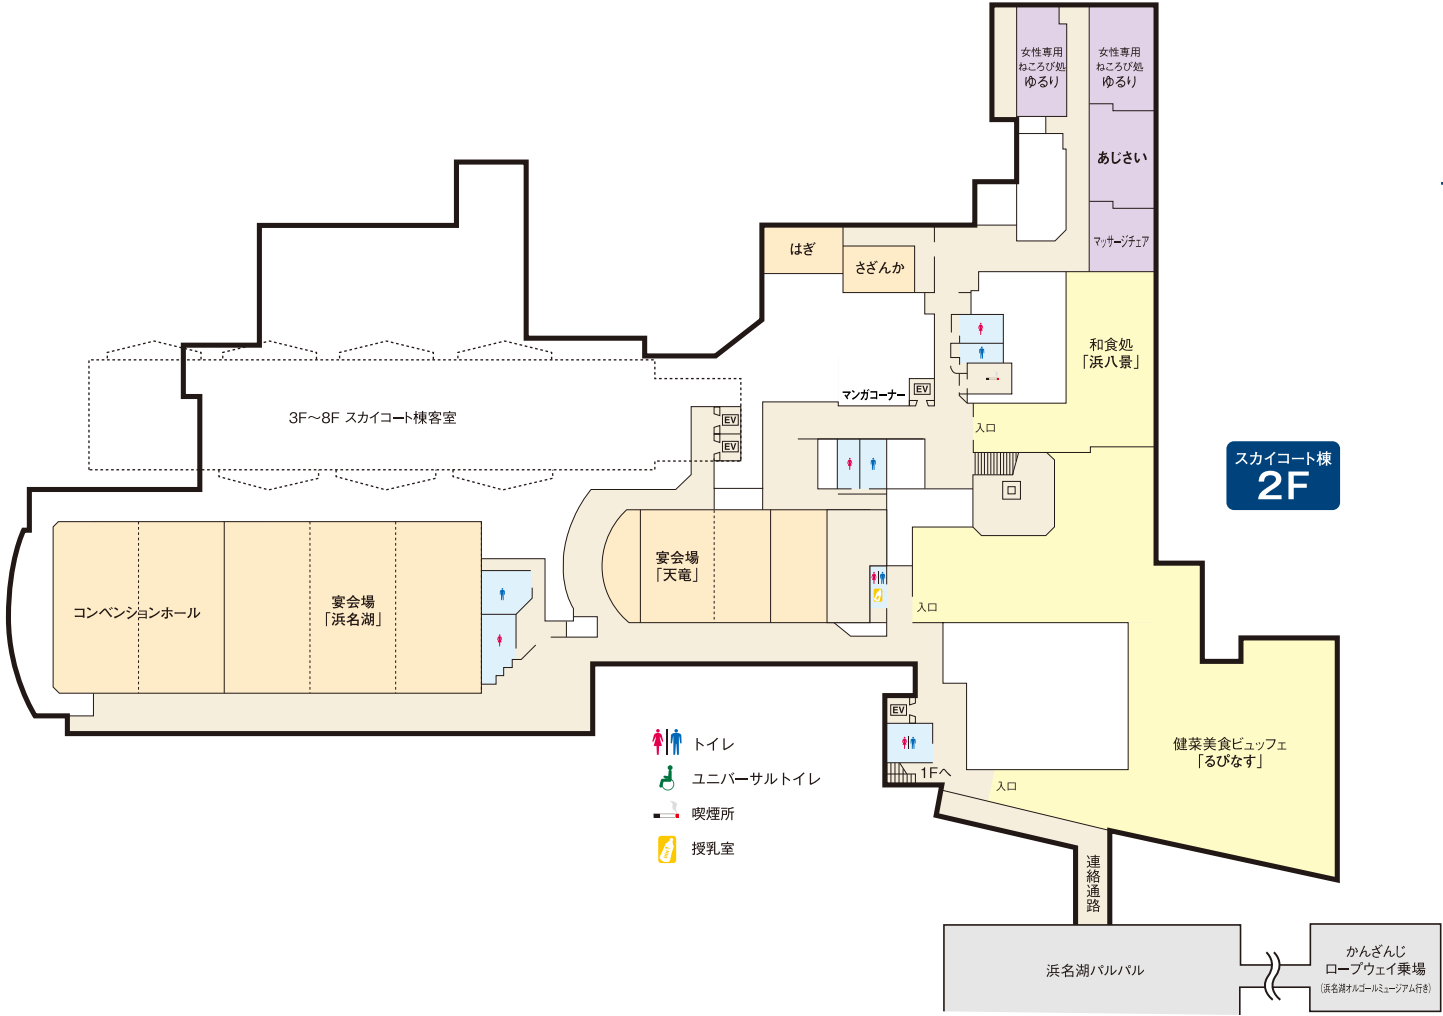 女性専用
ねころび処
ゆるり
女性専用
ねころび処
ゆるり
あじさい
マッサージチェア
はぎ
さざんか
和食処
「浜八景」
マンガコーナー
EV
3F〜8F スカイコート棟客室
EV
EV
入口
スカイコート棟
2F
宴会場
「天竜」
コンベンションホール
宴会場
「浜名湖」
入口
EV
1Fへ
入口
健菜美食ビュッフェ
「るぴなす」
トイレ
ユニバーサルトイレ
喫煙所
授乳室
連絡通路
浜名湖パルパル
かんざんじ
ロープウェイ乗場
(浜名湖オルゴールミュージアム行き)